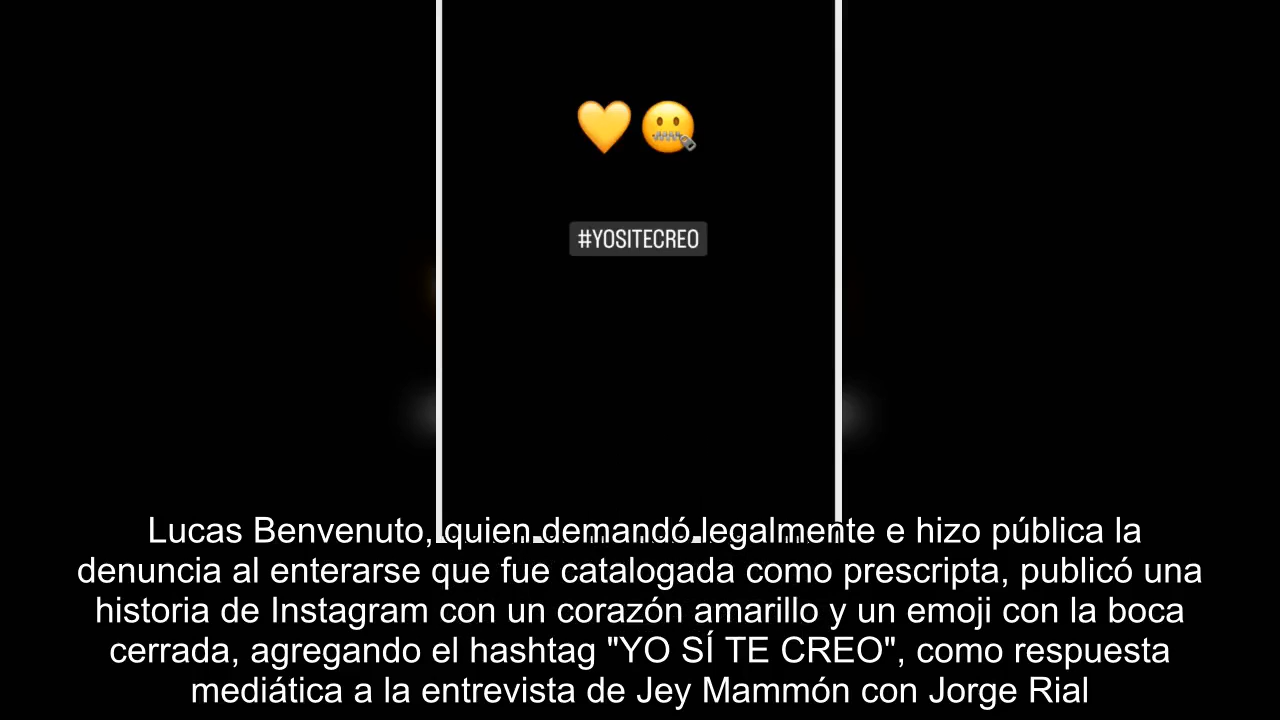 #YOSITECREO
Lucas Benvenuto, quien demandó legalmente e hizo pública la
denuncia al enterarse que fue catalogada como prescripta, publicó una
historia de Instagram con un corazón amarillo y un emoji con la boca
cerrada, agregando el hashtag "YO SÍ TE CREO", como respuesta
mediática a la entrevista de Jey Mammón con Jorge Rial